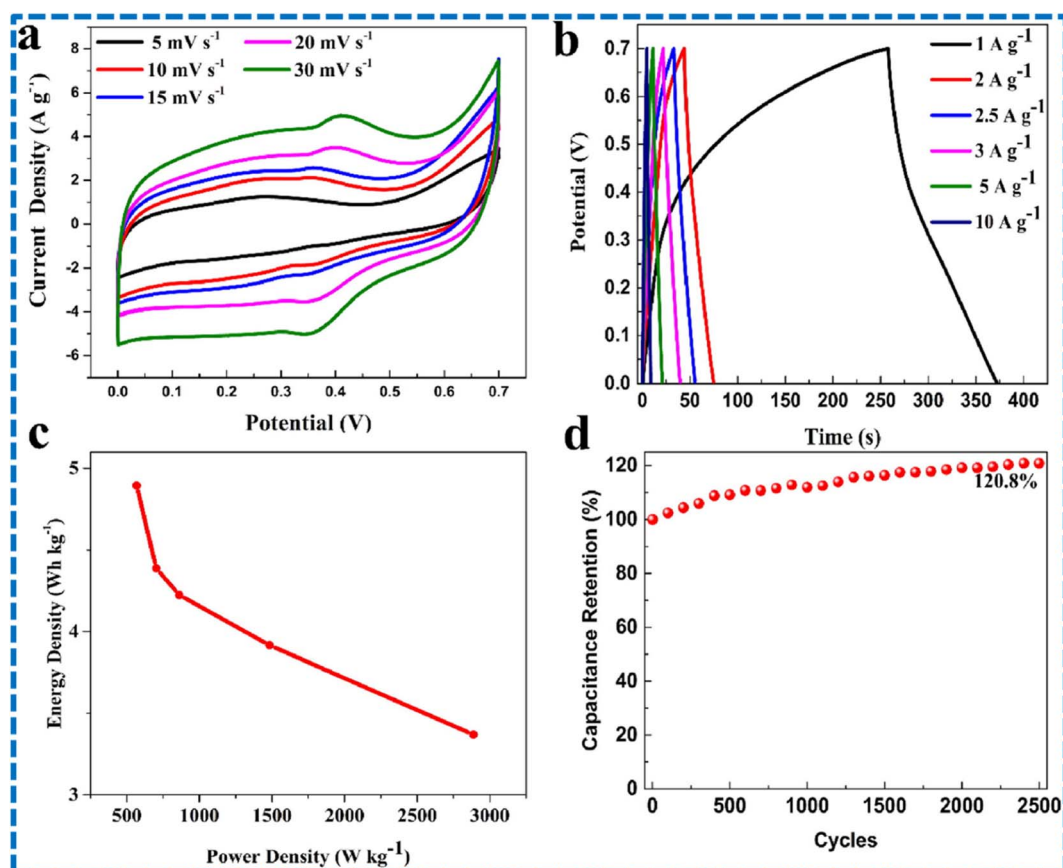 a
5 mV s⁻¹
20 mV s⁻¹
10 mV s⁻¹
30 mV s⁻¹
15 mV s⁻¹
Current Density (A g⁻¹)
8
6
4
2
0
-2
-4
-6
0.0 0.1 0.2 0.3 0.4 0.5 0.6 0.7
Potential (V)
b
1 A g⁻¹
2 A g⁻¹
2.5 A g⁻¹
3 A g⁻¹
5 A g⁻¹
10 A g⁻¹
Potential (V)
0.7
0.6
0.5
0.4
0.3
0.2
0.1
0.0
0 50 100 150 200 250 300 350 400
Time (s)
c
Energy Density (Wh kg⁻¹)
5
4
3
500 1000 1500 2000 2500 3000
Power Density (W kg⁻¹)
d
120.8%
Capacitance Retention (%)
120
100
80
60
40
20
0
0 500 1000 1500 2000 2500
Cycles